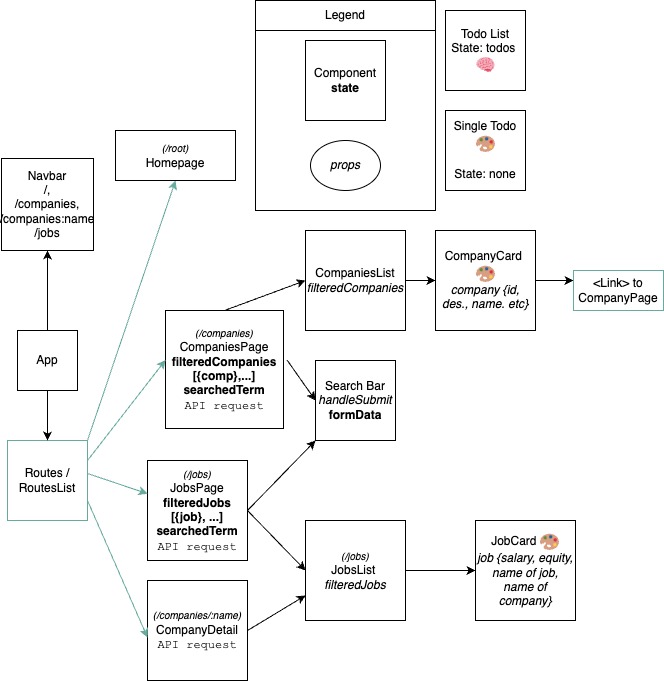 Legend
Component
state
props
Todo List
State: todos
Single Todo
State: none
(/root)
Homepage
Navbar
/,
/companies,
/companies:name
/jobs
App
Routes /
RoutesList
(/companies)
CompaniesPage
filteredCompanies
[{comp},...]
searchedTerm
API request
CompaniesList
filteredCompanies
CompanyCard
company {id,
des., name. etc}
<Link> to
CompanyPage
Search Bar
handleSubmit
formData
(/jobs)
JobsPage
filteredJobs
[{job}, ...]
searchedTerm
API request
(/jobs)
JobsList
filteredJobs
JobCard
job {salary, equity,
name of job,
name of
company}
(/companies/:name)
CompanyDetail
API request